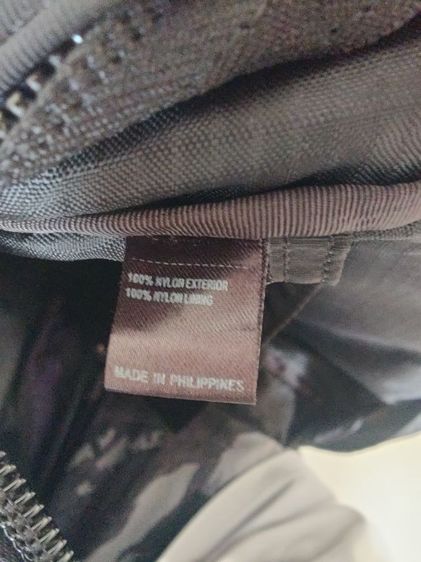 100% NYLON EXTERIOR
100% NYLON LINING
MADE IN PHILIPPINES